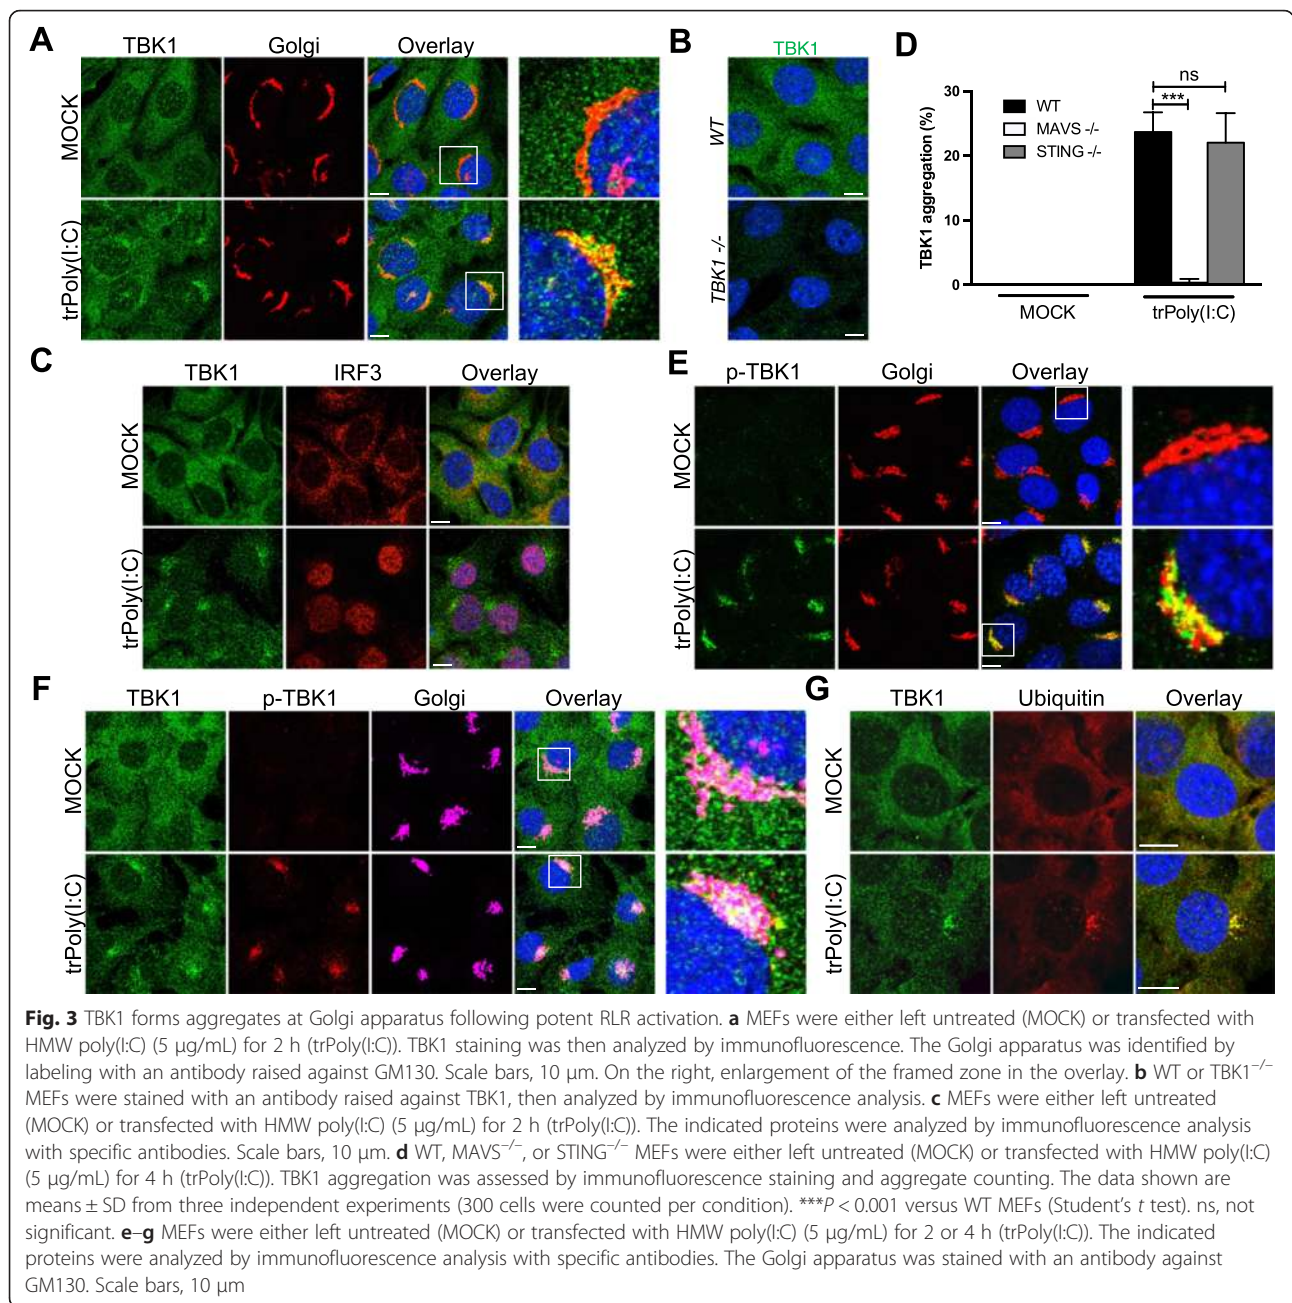 A
TBK1 Golgi Overlay
MOCK
trPoly(I:C)
B
TBK1
WT
TBK1 -/-
D
TBK1 aggregation (%)
30
20
10
0
WT
MAVS -/-
STING -/-
ns
***
MOCK trPoly(I:C)
C
TBK1 IRF3 Overlay
MOCK
trPoly(I:C)
E
p-TBK1 Golgi Overlay
MOCK
trPoly(I:C)
F
TBK1 p-TBK1 Golgi Overlay
MOCK
trPoly(I:C)
G
TBK1 Ubiquitin Overlay
MOCK
trPoly(I:C)
Fig. 3 TBK1 forms aggregates at Golgi apparatus following potent RLR activation. a MEFs were either left untreated (MOCK) or transfected with
HMW poly(I:C) (5 μg/mL) for 2 h (trPoly(I:C)). TBK1 staining was then analyzed by immunofluorescence. The Golgi apparatus was identified by
labeling with an antibody raised against GM130. Scale bars, 10 μm. On the right, enlargement of the framed zone in the overlay. b WT or TBK1−/−
MEFs were stained with an antibody raised against TBK1, then analyzed by immunofluorescence analysis. c MEFs were either left untreated
(MOCK) or transfected with HMW poly(I:C) (5 μg/mL) for 2 h (trPoly(I:C)). The indicated proteins were analyzed by immunofluorescence analysis
with specific antibodies. Scale bars, 10 μm. d WT, MAVS−/−, or STING−/− MEFs were either left untreated (MOCK) or transfected with HMW poly(I:C)
(5 μg/mL) for 4 h (trPoly(I:C)). TBK1 aggregation was assessed by immunofluorescence staining and aggregate counting. The data shown are
means ± SD from three independent experiments (300 cells were counted per condition). ***P < 0.001 versus WT MEFs (Student's t test). ns, not
significant. e–g MEFs were either left untreated (MOCK) or transfected with HMW poly(I:C) (5 μg/mL) for 2 or 4 h (trPoly(I:C)). The indicated
proteins were analyzed by immunofluorescence analysis with specific antibodies. The Golgi apparatus was stained with an antibody against
GM130. Scale bars, 10 μm